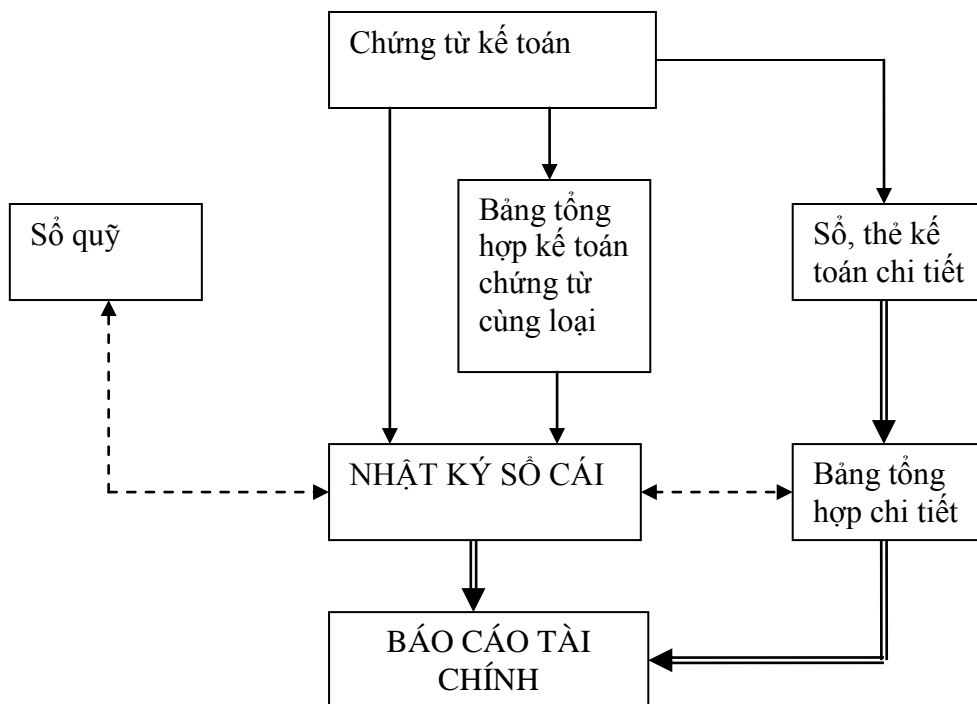 Chứng từ kế toán
Sổ quỹ
Bảng tổng
hợp kế toán
chứng từ
cùng loại
Sổ, thẻ kế
toán chi tiết
NHẬT KÝ SỔ CÁI
Bảng tổng
hợp chi tiết
BÁO CÁO TÀI
CHÍNH